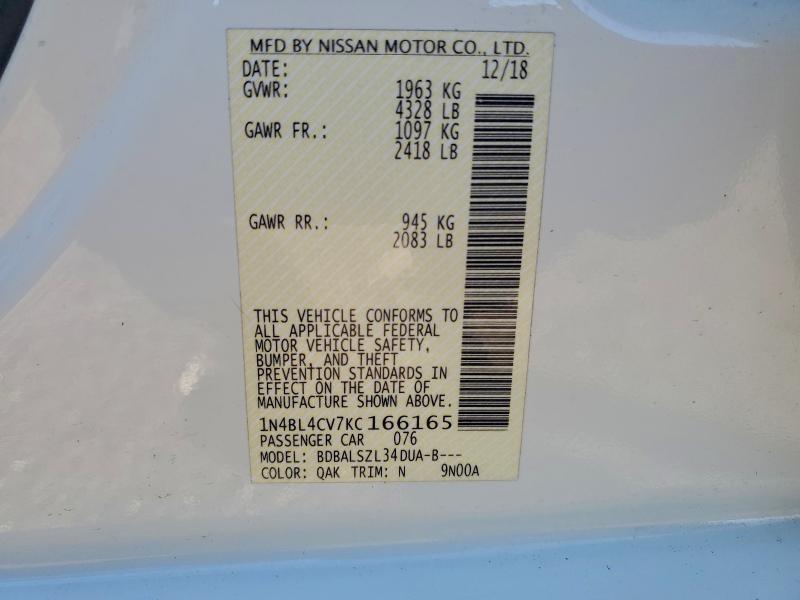 MFD BY NISSAN MOTOR CO., LTD.
DATE: 12/18
GVWR: 1963 KG
4328 LB
GAWR FR.: 1097 KG
2418 LB
GAWR RR.: 945 KG
2083 LB
THIS VEHICLE CONFORMS TO
ALL APPLICABLE FEDERAL
MOTOR VEHICLE SAFETY,
BUMPER, AND THEFT
PREVENTION STANDARDS IN
EFFECT ON THE DATE OF
MANUFACTURE SHOWN ABOVE.
1N4BL4CV7KC166165
PASSENGER CAR 076
MODEL: BDBALSZL34DUA-B---
COLOR: QAK TRIM: N 9N00A